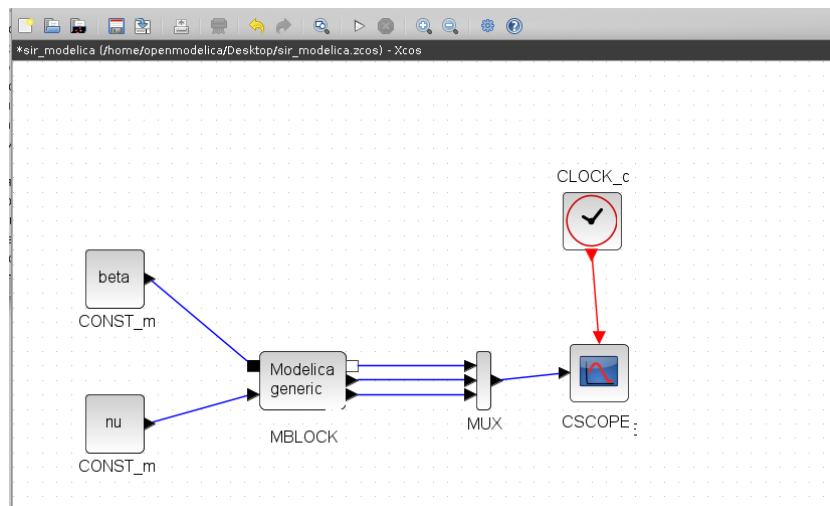 *sir_modelica (/home/openmodelica/Desktop/sir_modelica.zcos) - Xcos
CLOCK_c
beta
CONST_m
Modelica
generic
MBLOCK
MUX
CSCOPE
nu
CONST_m